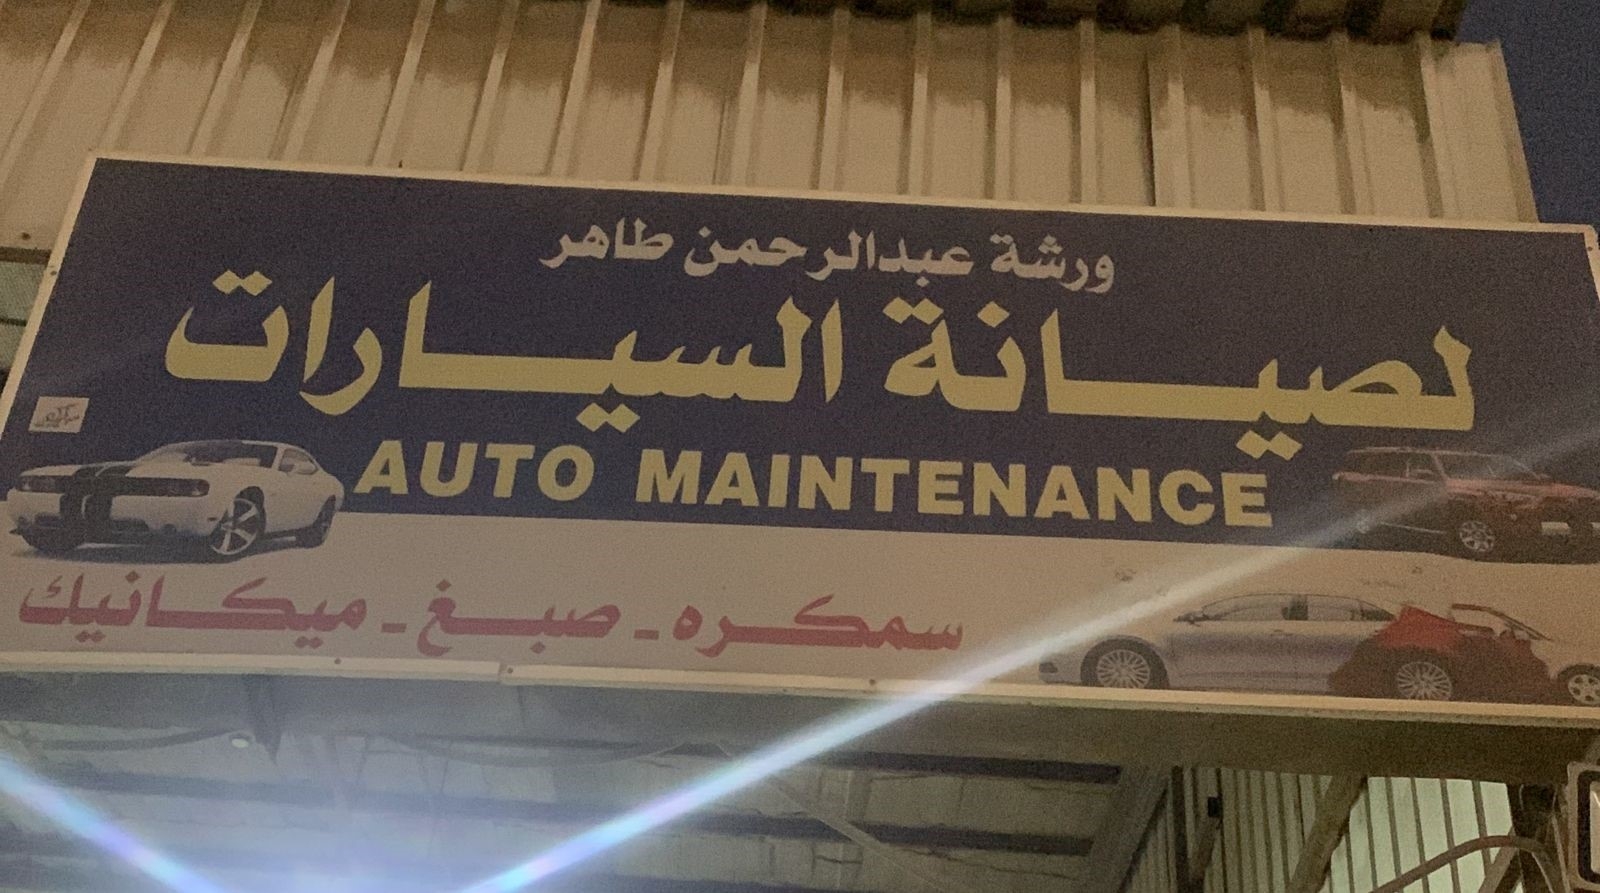 ورشة عبدالرحمن طاهر
لصيانة السيارات
AUTO MAINTENANCE
سمكره - صبغ - ميكانيك